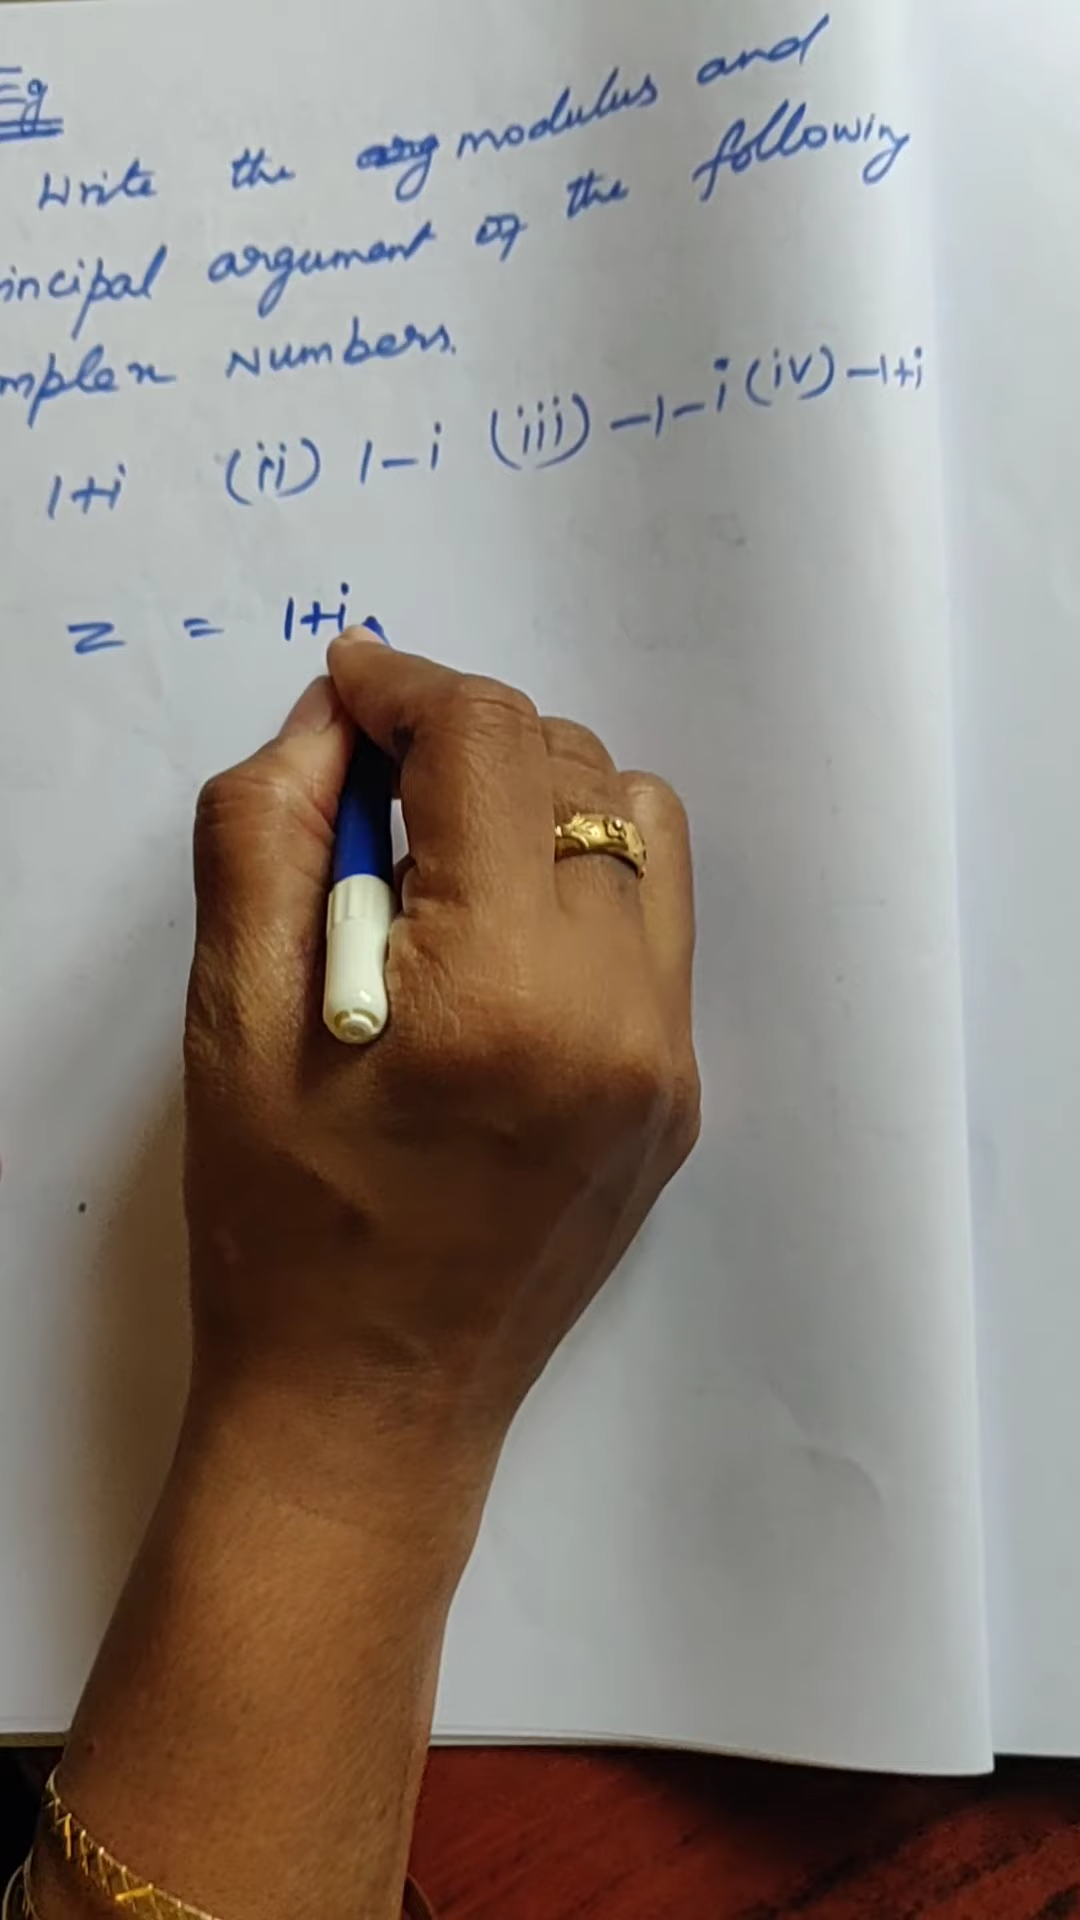 Eg
Write the arg modulus and
incipal argument of the following
mplex Numbers.
1+i (ii) 1-i (iii) -1-i (iv) -1+i
z = 1+i